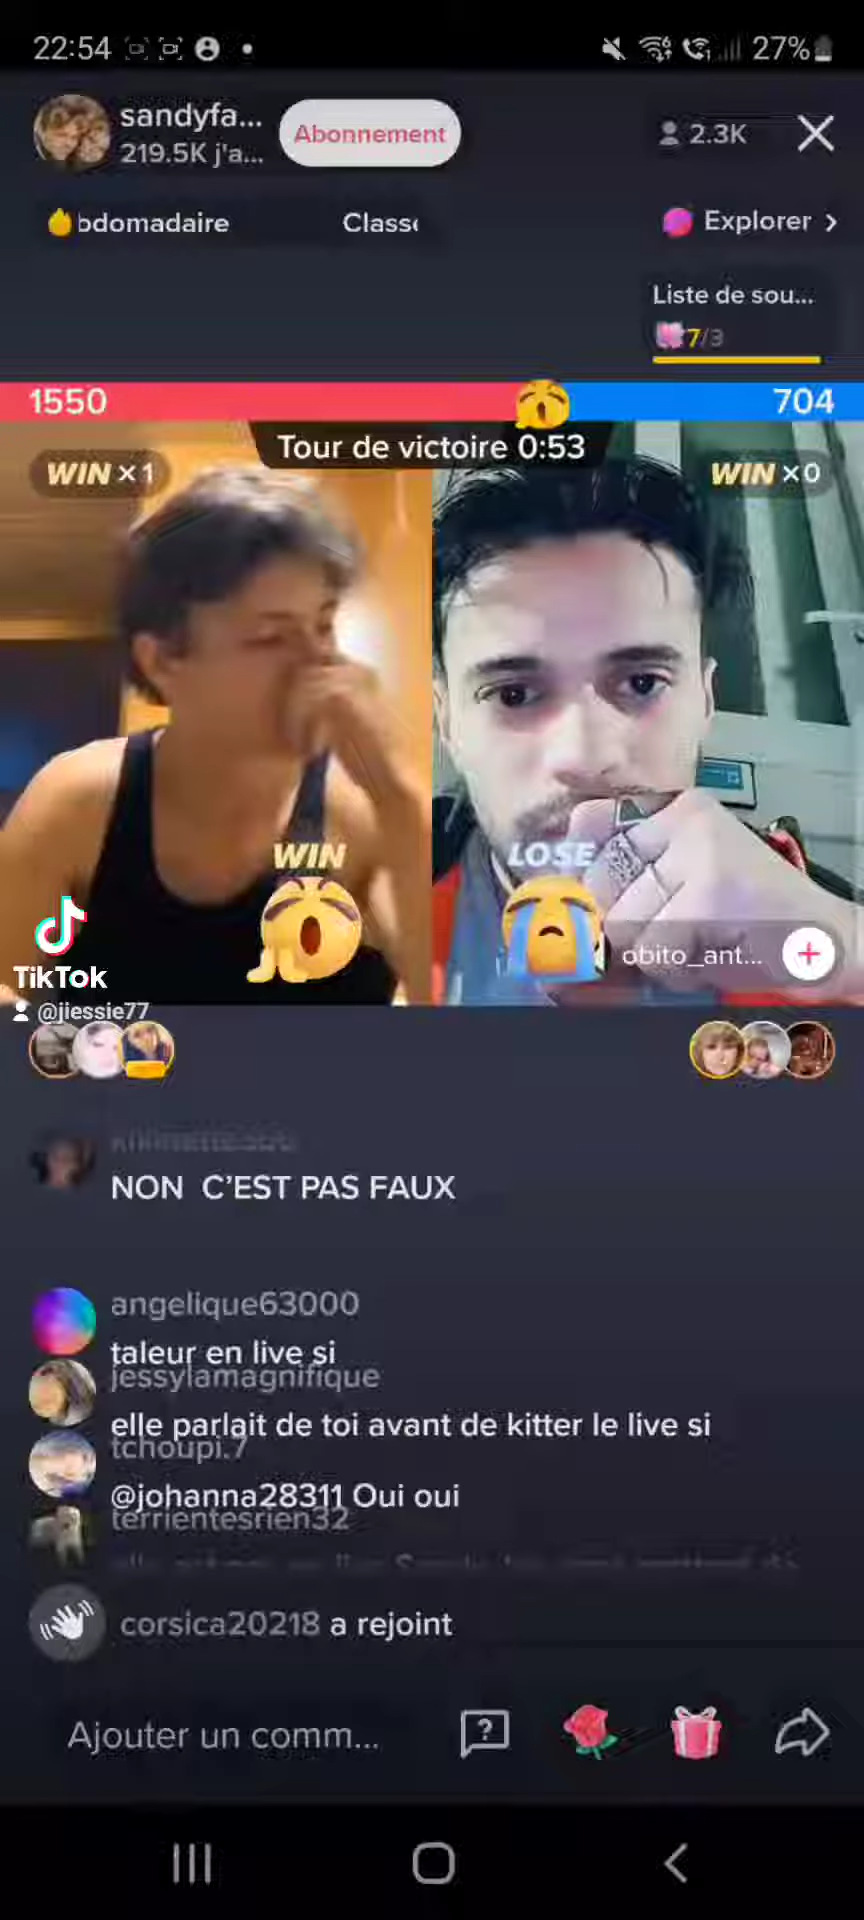 22:54
27%
sandyfa...
219.5K j'a...
Abonnement
2.3K
bdomadaire
Class
Explorer >
Liste de sou...
7/3
1550
704
Tour de victoire 0:53
WIN x 1
WIN x 0
WIN
LOSE
obito_ant...
TikTok
@jiessie77
NON C'EST PAS FAUX
angelique63000
taleur en live si
jessylamagnifique
elle parlait de toi avant de kitter le live si
tchoupi.7
@johanna28311 Oui oui
terrientesrien32
corsica20218 a rejoint
Ajouter un comm...